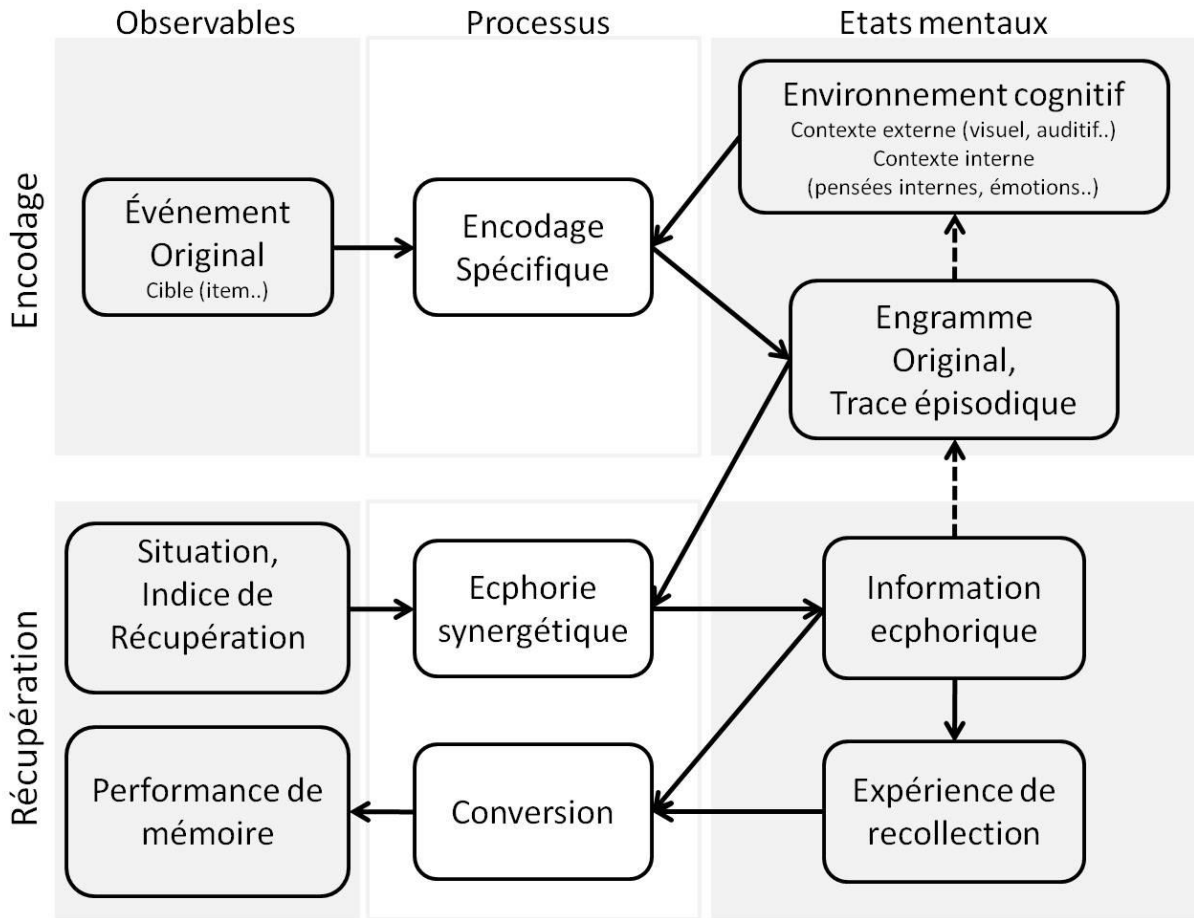 Observables
Processus
Etats mentaux
Encodage
Événement
Original
Cible (item..)
Encodage
Spécifique
Environnement cognitif
Contexte externe (visuel, auditif..)
Contexte interne
(pensées internes, émotions..)
Engramme
Original,
Trace épisodique
Récupération
Situation,
Indice de
Récupération
Ecphorie
synergétique
Information
ecphorique
Performance de
mémoire
Conversion
Expérience de
recollection